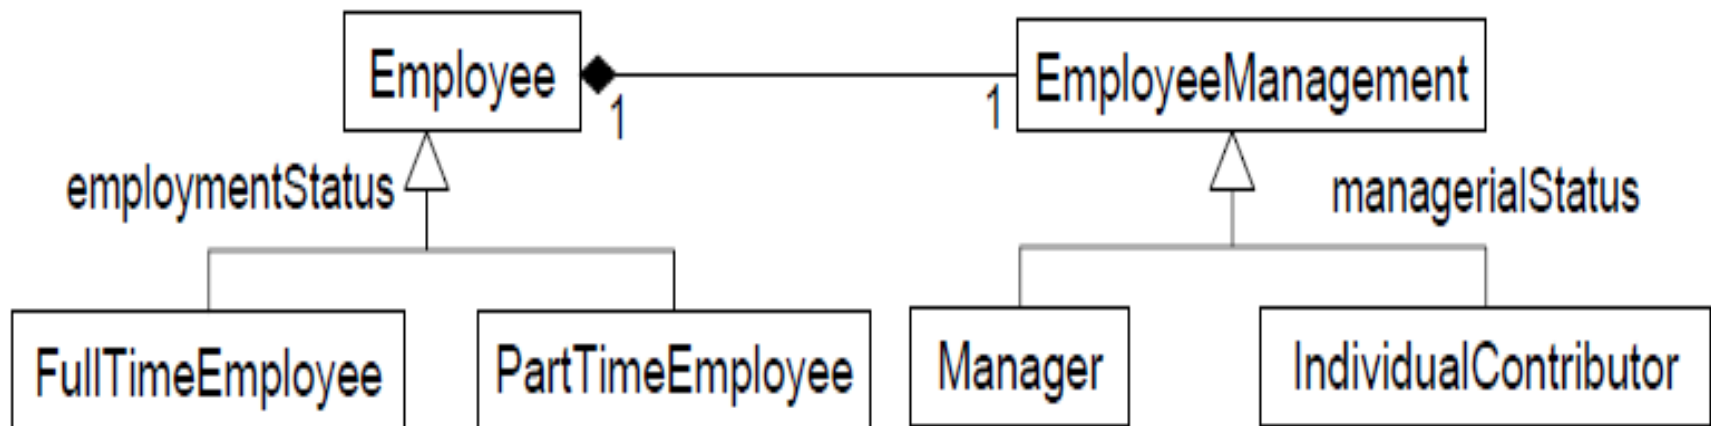 Employee
EmployeeManagement
1
1
employmentStatus
managerialStatus
FullTimeEmployee
PartTimeEmployee
Manager
IndividualContributor